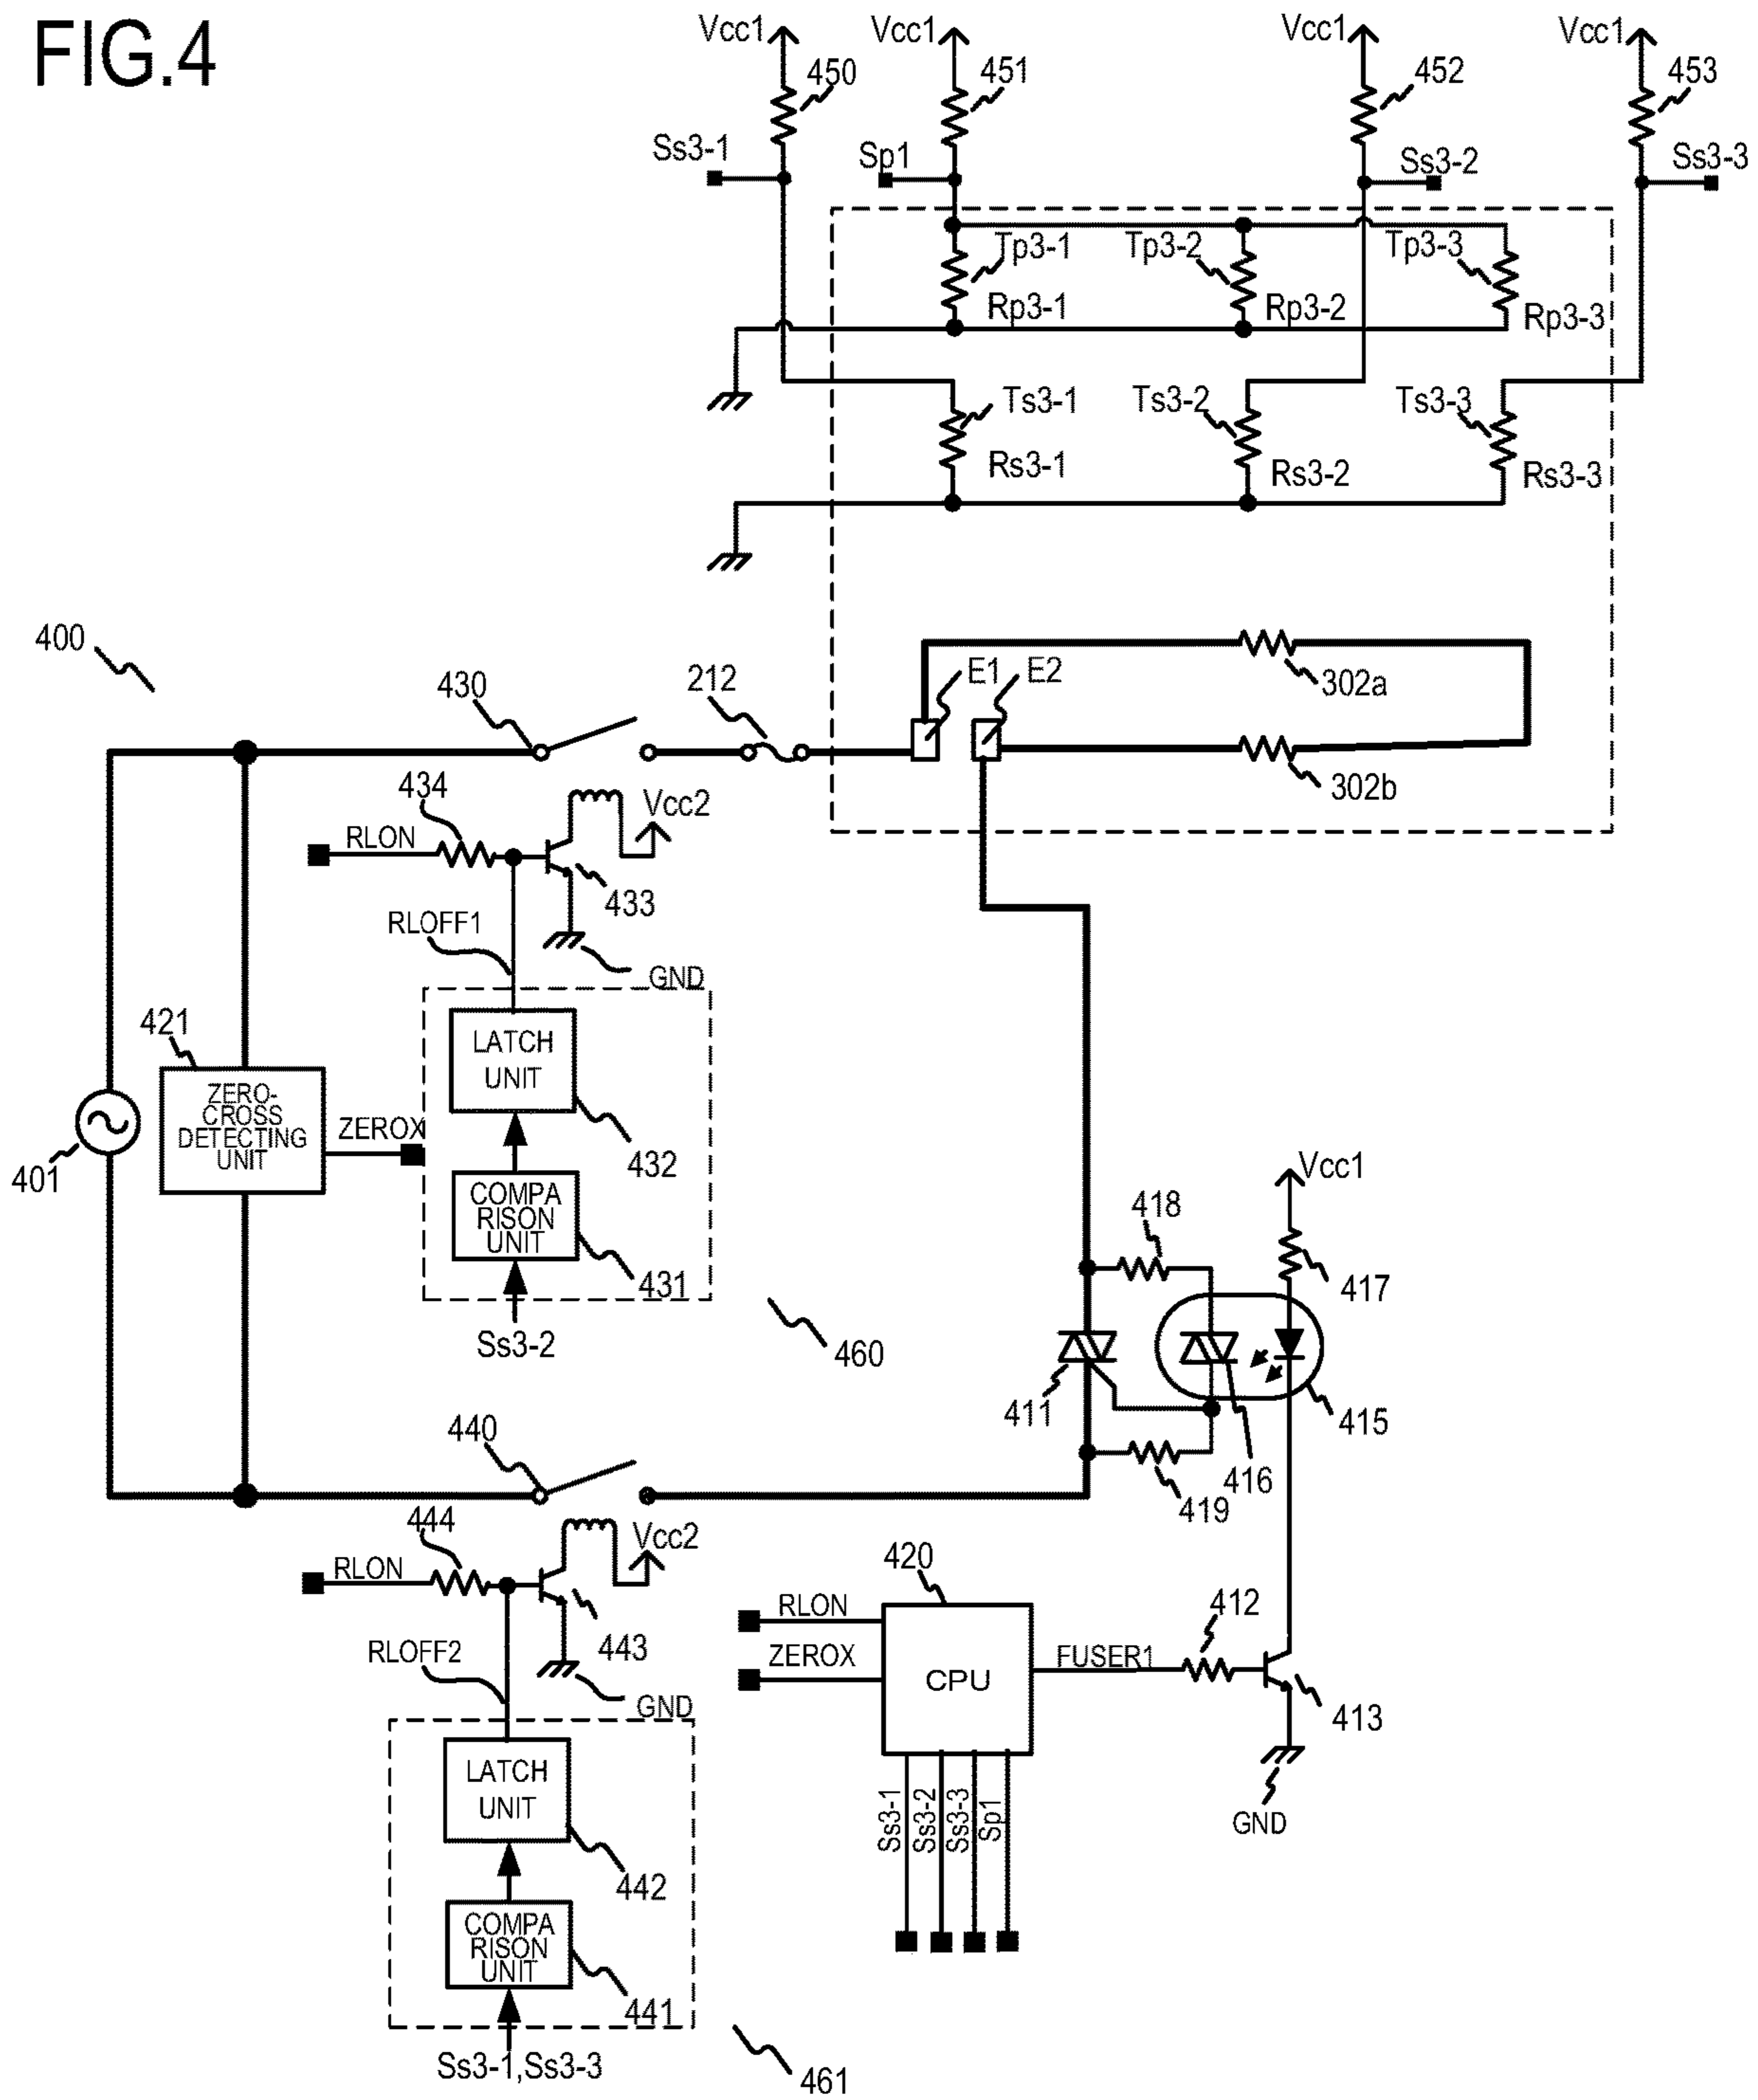 FIG.4
Vcc1
Vcc1
Vcc1
Vcc1
450
451
452
453
Ss3-1
Sp1
Ss3-2
Ss3-3
Tp3-1
Tp3-2
Tp3-3
Rp3-1
Rp3-2
Rp3-3
Ts3-1
Ts3-2
Ts3-3
Rs3-1
Rs3-2
Rs3-3
400
430
212
E1
E2
302a
302b
434
RLON
Vcc2
433
RLOFF1
GND
421
ZERO-
CROSS
DETECTING
UNIT
ZEROX
401
LATCH
UNIT
432
COMPA
RISON
UNIT
431
Ss3-2
460
Vcc1
418
417
411
415
416
419
440
444
RLON
Vcc2
443
RLOFF2
GND
LATCH
UNIT
442
COMPA
RISON
UNIT
441
Ss3-1,Ss3-3
461
420
RLON
ZEROX
CPU
FUSER1
412
413
GND
Ss3-1
Ss3-2
Ss3-3
Sp1